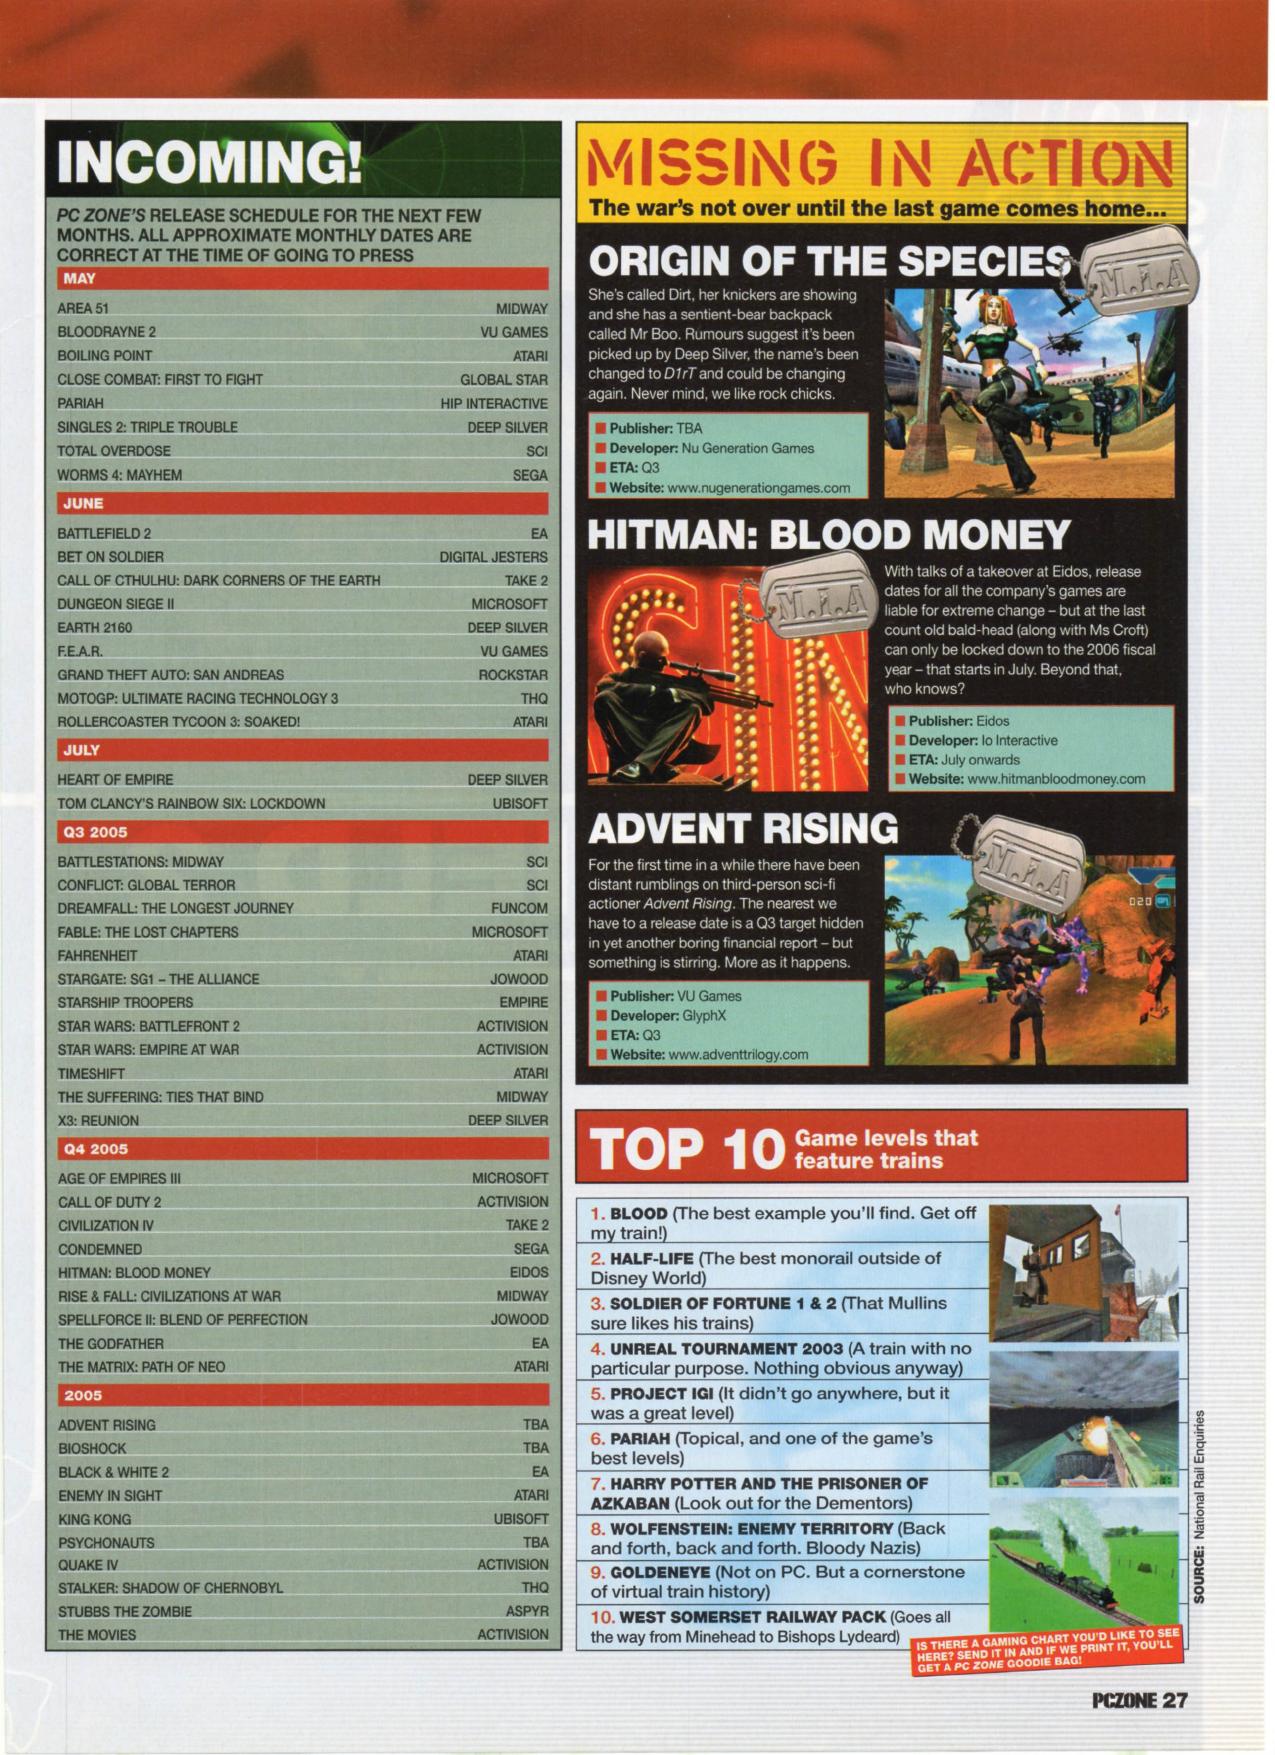 INCOMING!
PC ZONE'S RELEASE SCHEDULE FOR THE NEXT FEW
MONTHS. ALL APPROXIMATE MONTHLY DATES ARE
CORRECT AT THE TIME OF GOING TO PRESS
MAY
AREA 51 MIDWAY
BLOODRAYNE 2 VU GAMES
BOILING POINT ATARI
CLOSE COMBAT: FIRST TO FIGHT GLOBAL STAR
PARIAH HIP INTERACTIVE
SINGLES 2: TRIPLE TROUBLE DEEP SILVER
TOTAL OVERDOSE SCI
WORMS 4: MAYHEM SEGA
JUNE
BATTLEFIELD 2 EA
BET ON SOLDIER DIGITAL JESTERS
CALL OF CTHULHU: DARK CORNERS OF THE EARTH TAKE 2
DUNGEON SIEGE II MICROSOFT
EARTH 2160 DEEP SILVER
F.E.A.R. VU GAMES
GRAND THEFT AUTO: SAN ANDREAS ROCKSTAR
MOTOGP: ULTIMATE RACING TECHNOLOGY 3 THQ
ROLLERCOASTER TYCOON 3: SOAKED! ATARI
JULY
HEART OF EMPIRE DEEP SILVER
TOM CLANCY'S RAINBOW SIX: LOCKDOWN UBISOFT
Q3 2005
BATTLESTATIONS: MIDWAY SCI
CONFLICT: GLOBAL TERROR SCI
DREAMFALL: THE LONGEST JOURNEY FUNCOM
FABLE: THE LOST CHAPTERS MICROSOFT
FAHRENHEIT ATARI
STARGATE: SG1 – THE ALLIANCE JOWOOD
STARSHIP TROOPERS EMPIRE
STAR WARS: BATTLEFRONT 2 ACTIVISION
STAR WARS: EMPIRE AT WAR ACTIVISION
TIMESHIFT ATARI
THE SUFFERING: TIES THAT BIND MIDWAY
X3: REUNION DEEP SILVER
Q4 2005
AGE OF EMPIRES III MICROSOFT
CALL OF DUTY 2 ACTIVISION
CIVILIZATION IV TAKE 2
CONDEMNED SEGA
HITMAN: BLOOD MONEY EIDOS
RISE & FALL: CIVILIZATIONS AT WAR MIDWAY
SPELLFORCE II: BLEND OF PERFECTION JOWOOD
THE GODFATHER EA
THE MATRIX: PATH OF NEO ATARI
2005
ADVENT RISING TBA
BIOSHOCK TBA
BLACK & WHITE 2 EA
ENEMY IN SIGHT ATARI
KING KONG UBISOFT
PSYCHONAUTS TBA
QUAKE IV ACTIVISION
STALKER: SHADOW OF CHERNOBYL THQ
STUBBS THE ZOMBIE ASPYR
THE MOVIES ACTIVISION
MISSING IN ACTION
The war's not over until the last game comes home...
ORIGIN OF THE SPECIES
M.I.A
She's called Dirt, her knickers are showing
and she has a sentient-bear backpack
called Mr Boo. Rumours suggest it's been
picked up by Deep Silver, the name's been
changed to D1rT and could be changing
again. Never mind, we like rock chicks.
Publisher: TBA
Developer: Nu Generation Games
ETA: Q3
Website: www.nugenerationgames.com
HITMAN: BLOOD MONEY
M.I.A
SIN
With talks of a takeover at Eidos, release
dates for all the company's games are
liable for extreme change – but at the last
count old bald-head (along with Ms Croft)
can only be locked down to the 2006 fiscal
year – that starts in July. Beyond that,
who knows?
Publisher: Eidos
Developer: Io Interactive
ETA: July onwards
Website: www.hitmanbloodmoney.com
ADVENT RISING
M.I.A
020
For the first time in a while there have been
distant rumblings on third-person sci-fi
actioner Advent Rising. The nearest we
have to a release date is a Q3 target hidden
in yet another boring financial report – but
something is stirring. More as it happens.
Publisher: VU Games
Developer: GlyphX
ETA: Q3
Website: www.adventtrilogy.com
TOP 10 Game levels that
feature trains
1. BLOOD (The best example you'll find. Get off
my train!)
2. HALF-LIFE (The best monorail outside of
Disney World)
3. SOLDIER OF FORTUNE 1 & 2 (That Mullins
sure likes his trains)
4. UNREAL TOURNAMENT 2003 (A train with no
particular purpose. Nothing obvious anyway)
5. PROJECT IGI (It didn't go anywhere, but it
was a great level)
6. PARIAH (Topical, and one of the game's
best levels)
7. HARRY POTTER AND THE PRISONER OF
AZKABAN (Look out for the Dementors)
8. WOLFENSTEIN: ENEMY TERRITORY (Back
and forth, back and forth. Bloody Nazis)
9. GOLDENEYE (Not on PC. But a cornerstone
of virtual train history)
10. WEST SOMERSET RAILWAY PACK (Goes all
the way from Minehead to Bishops Lydeard)
SOURCE: National Rail Enquiries
IS THERE A GAMING CHART YOU'D LIKE TO SEE
HERE? SEND IT IN AND IF WE PRINT IT, YOU'LL
GET A PC ZONE GOODIE BAG!
PCZONE 27